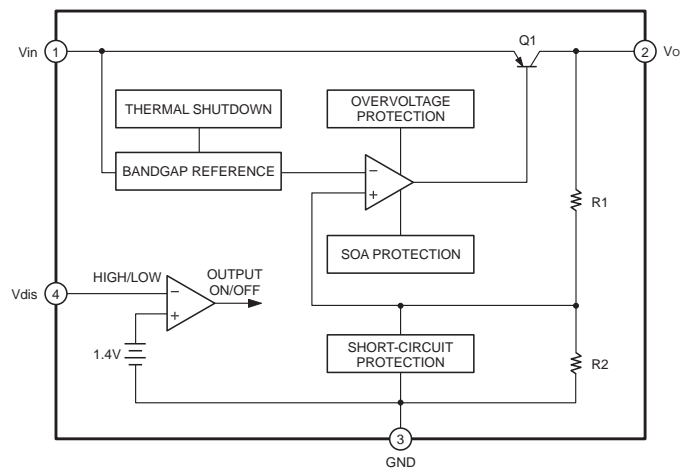 Q1
Vin 1
2 Vo
THERMAL SHUTDOWN
OVERVOLTAGE
PROTECTION
BANDGAP REFERENCE
−
+
R1
SOA PROTECTION
HIGH/LOW
OUTPUT
ON/OFF
Vdis 4
−
+
1.4V
SHORT-CIRCUIT
PROTECTION
R2
3
GND